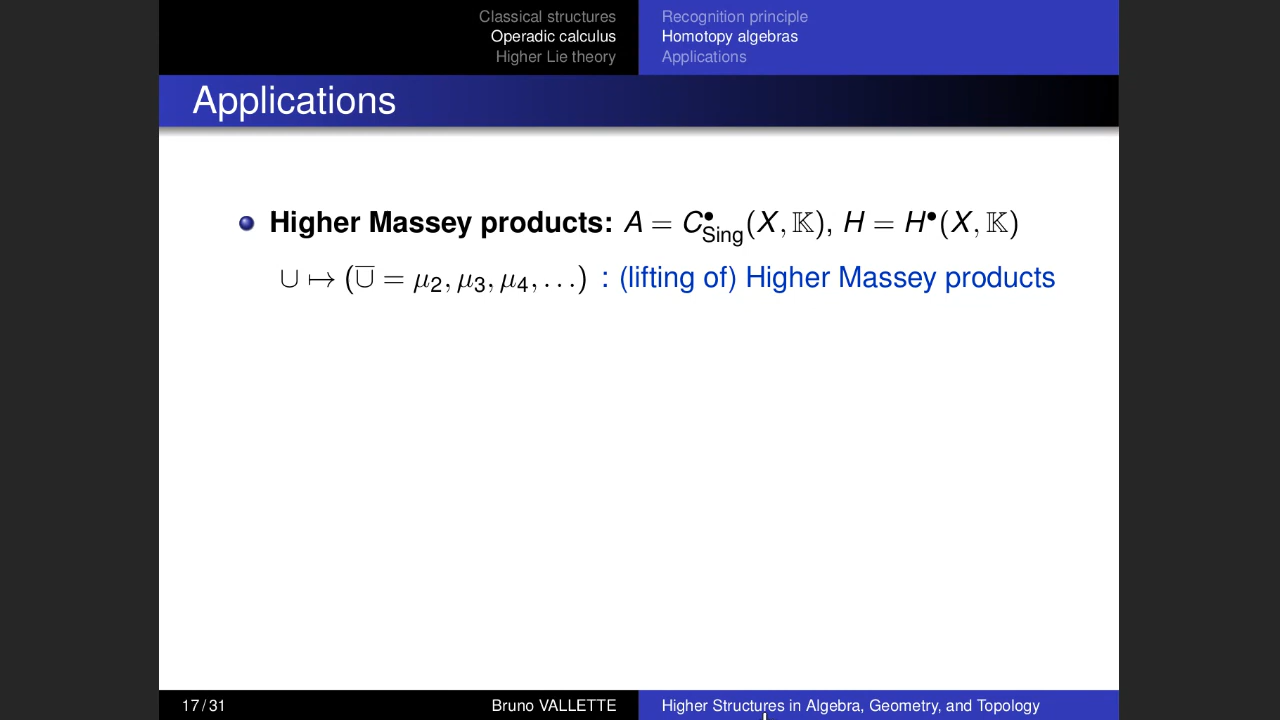 Classical structures
Operadic calculus
Higher Lie theory
Recognition principle
Homotopy algebras
Applications
Applications
Higher Massey products: A = C•Sing(X, 𝕂), H = H•(X, 𝕂)
∪ ↦ (∪̅ = μ₂, μ₃, μ₄, …) : (lifting of) Higher Massey products
17 / 31
Bruno VALLETTE
Higher Structures in Algebra, Geometry, and Topology